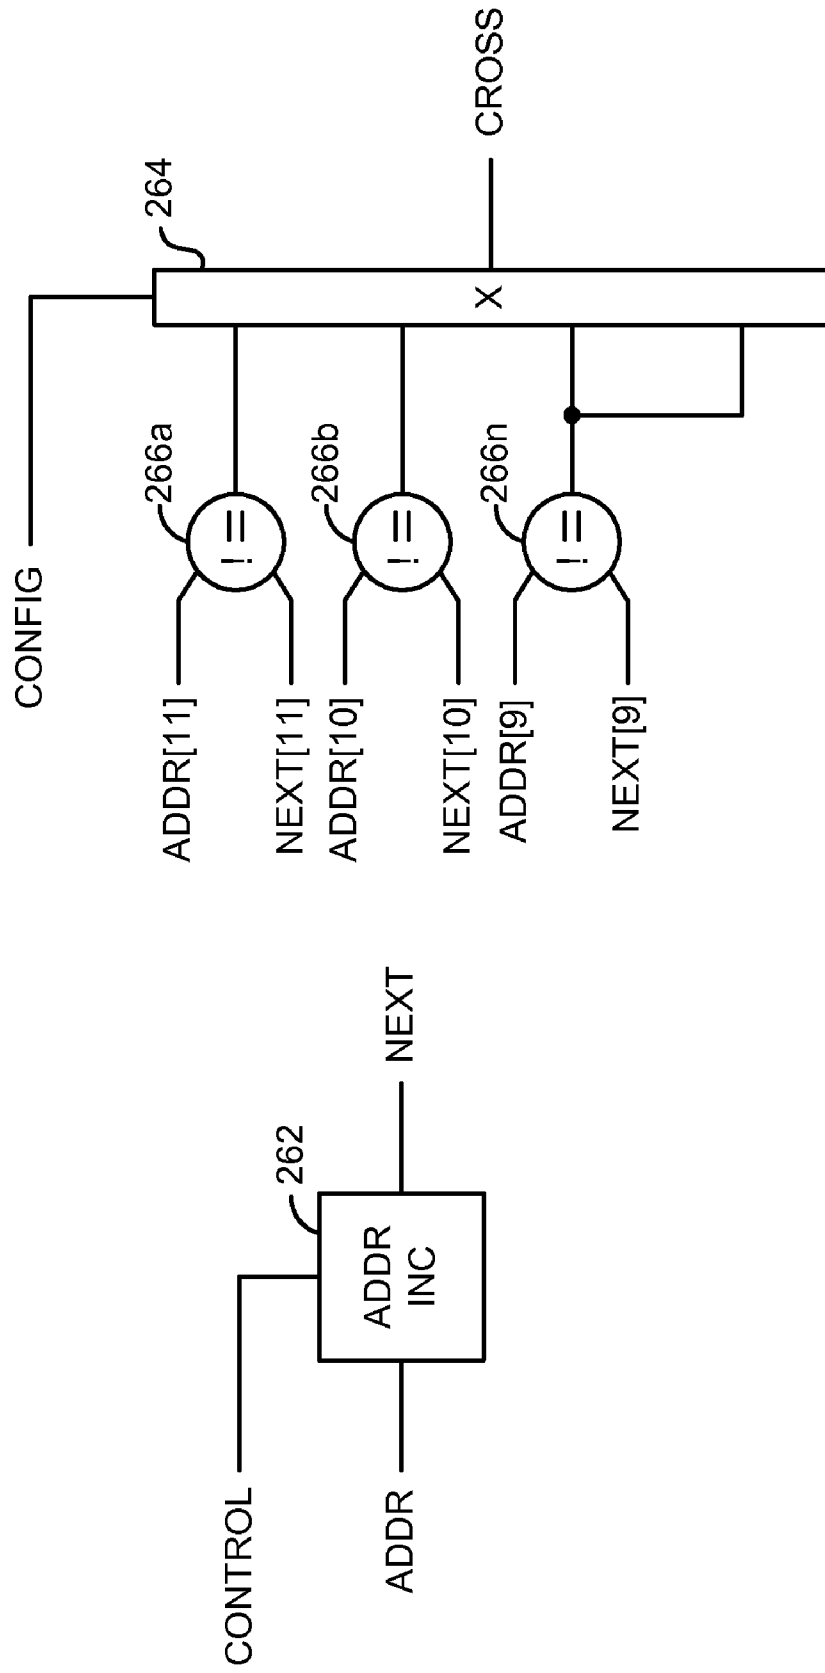 CONFIG
264
266a
ADDR[11]
!=
NEXT[11]
266b
ADDR[10]
!=
NEXT[10]
266n
ADDR[9]
!=
NEXT[9]
X
CROSS
CONTROL
262
ADDR
ADDR
INC
NEXT